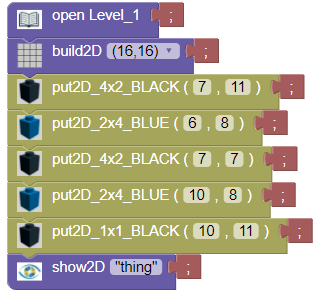 open Level_1 ;
build2D (16,16) ;
put2D_4x2_BLACK ( 7 , 11 ) ;
put2D_2x4_BLUE ( 6 , 8 ) ;
put2D_4x2_BLACK ( 7 , 7 ) ;
put2D_2x4_BLUE ( 10 , 8 ) ;
put2D_1x1_BLACK ( 10 , 11 ) ;
show2D "thing" ;